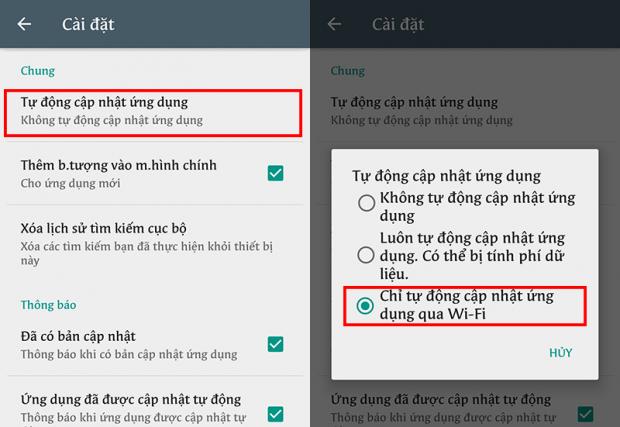 Cài đặt
Chung
Tự động cập nhật ứng dụng
Không tự động cập nhật ứng dụng
Thêm b.tượng vào m.hình chính
Cho ứng dụng mới
Xóa lịch sử tìm kiếm cục bộ
Xóa các tìm kiếm bạn đã thực hiện khỏi thiết bị
này
Thông báo
Đã có bản cập nhật
Thông báo khi có bản cập nhật ứng dụng
Ứng dụng đã được cập nhật tự động
Thông báo khi ứng dụng được cập nhật tự
Cài đặt
Chung
Tự động cập nhật ứng dụng
Không tự động cập nhật ứng dụng
Tự động cập nhật ứng dụng
Không tự động cập nhật ứng
dụng
Luôn tự động cập nhật ứng
dụng. Có thể bị tính phí dữ
liệu.
Chỉ tự động cập nhật ứng
dụng qua Wi-Fi
HỦY
Ứng dụng đã được cập nhật tự động
Thông báo khi ứng dụng được cập nhật tự